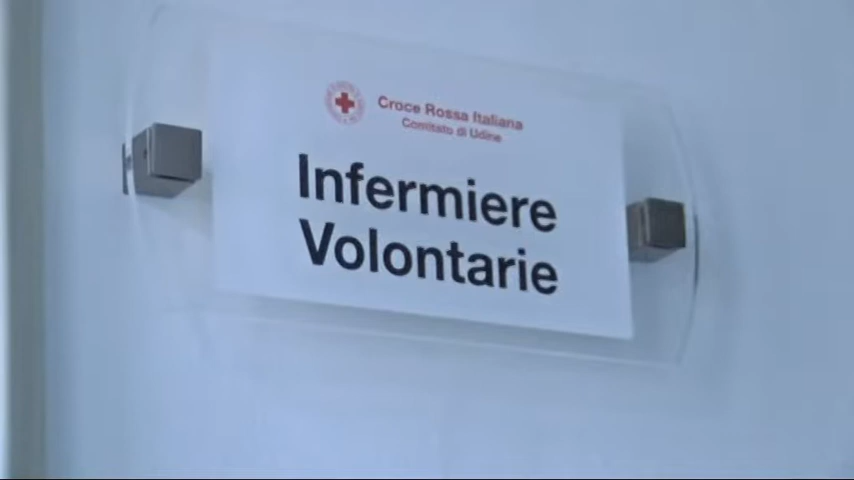 Croce Rossa Italiana
Comitato di Udine
Infermiere
Volontarie